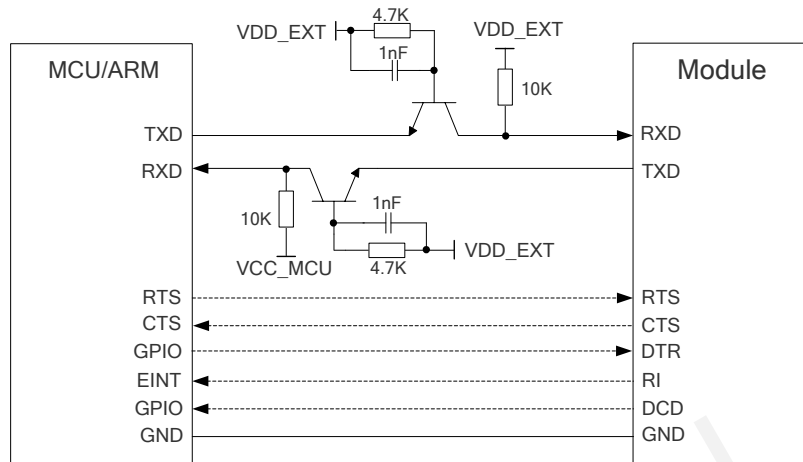 4.7K
VDD_EXT
VDD_EXT
1nF
MCU/ARM
Module
10K
TXD
RXD
RXD
TXD
1nF
10K
VDD_EXT
4.7K
VCC_MCU
RTS
RTS
CTS
CTS
GPIO
DTR
EINT
RI
GPIO
DCD
GND
GND